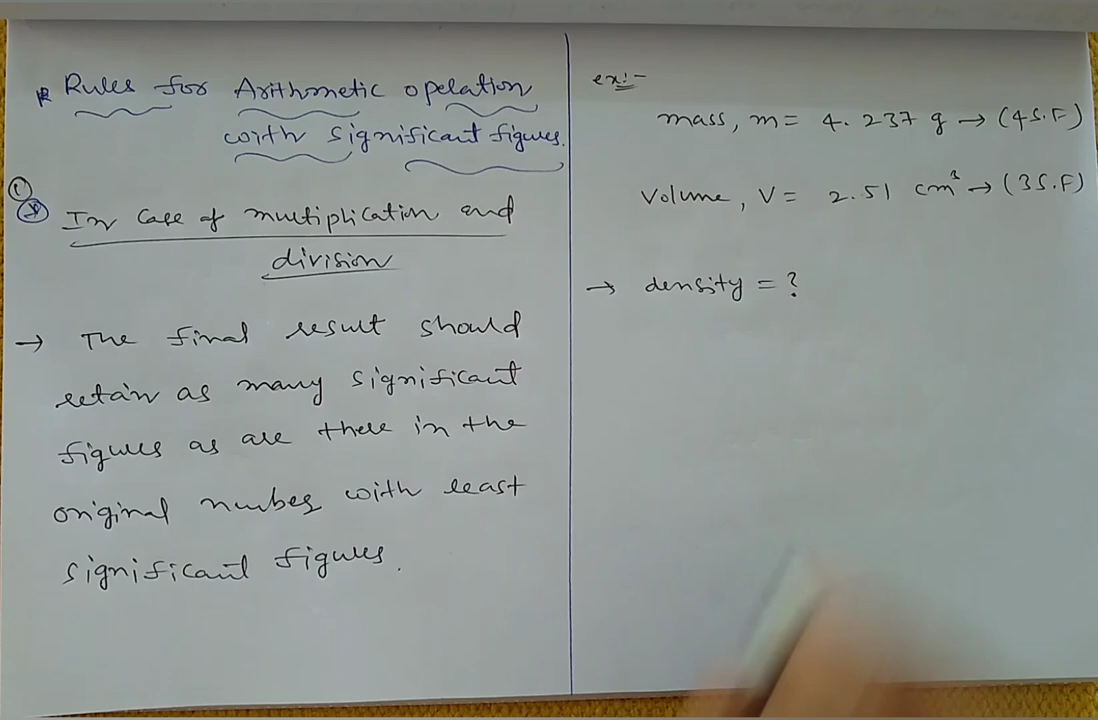 * Rules for Arithmetic operation
with significant figures.
(1)
* In Case of multiplication and
division
→ The final result should
retain as many significant
figures as are there in the
original number with least
significant figures.
ex:-
mass, m = 4.237 g → (4S.F)
Volume, V = 2.51 cm³ → (3S.F)
→ density = ?